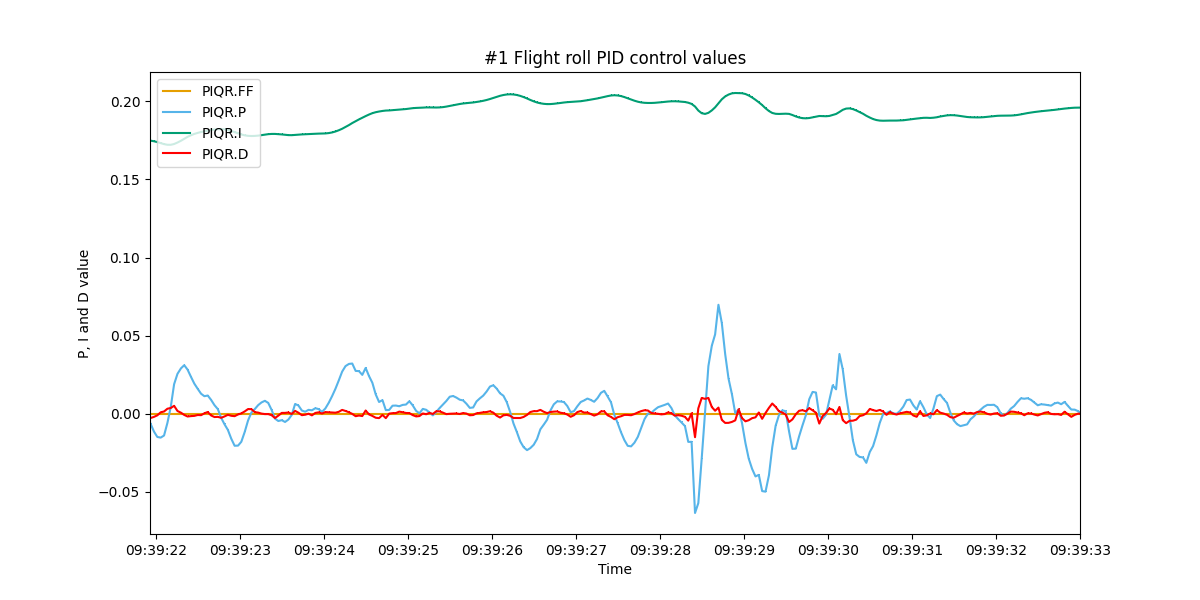 #1 Flight roll PID control values
PIQR.FF
PIQR.P
PIQR.I
PIQR.D
P, I and D value
0.20
0.15
0.10
0.05
0.00
−0.05
09:39:22 09:39:23 09:39:24 09:39:25 09:39:26 09:39:27 09:39:28 09:39:29 09:39:30 09:39:31 09:39:32 09:39:33
Time